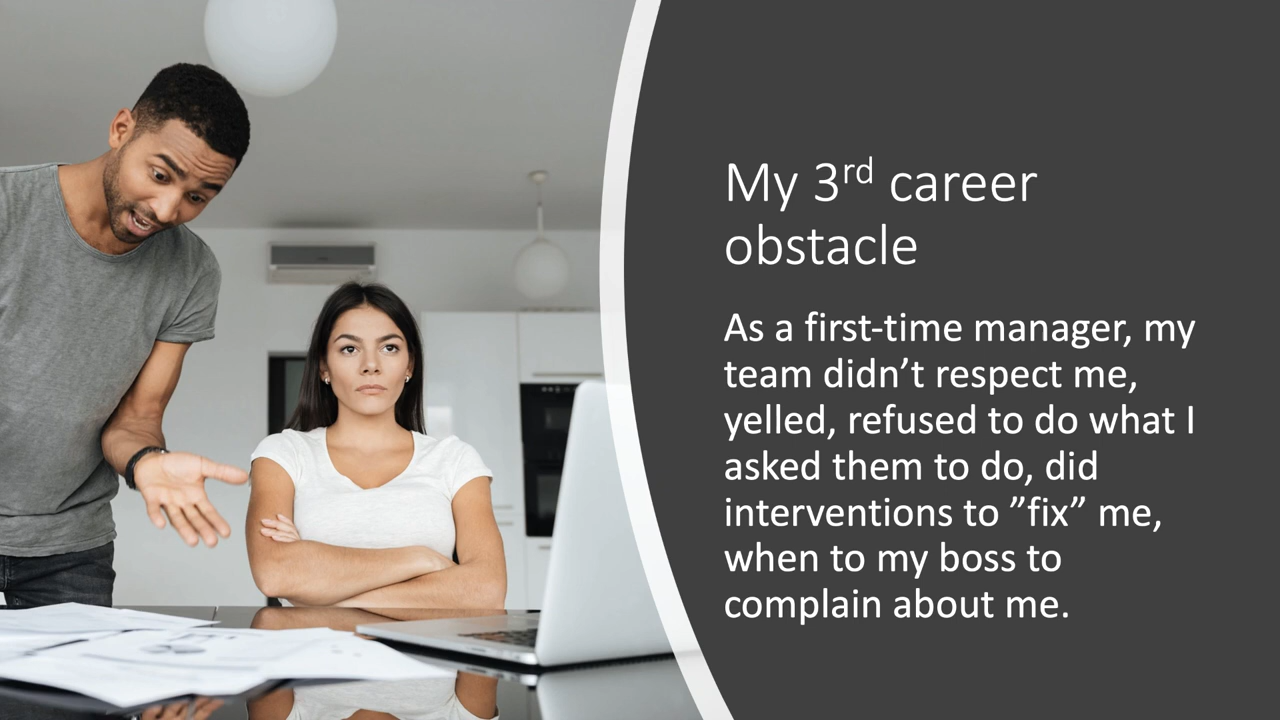 My 3rd career
obstacle
As a first-time manager, my
team didn’t respect me,
yelled, refused to do what I
asked them to do, did
interventions to ”fix” me,
when to my boss to
complain about me.